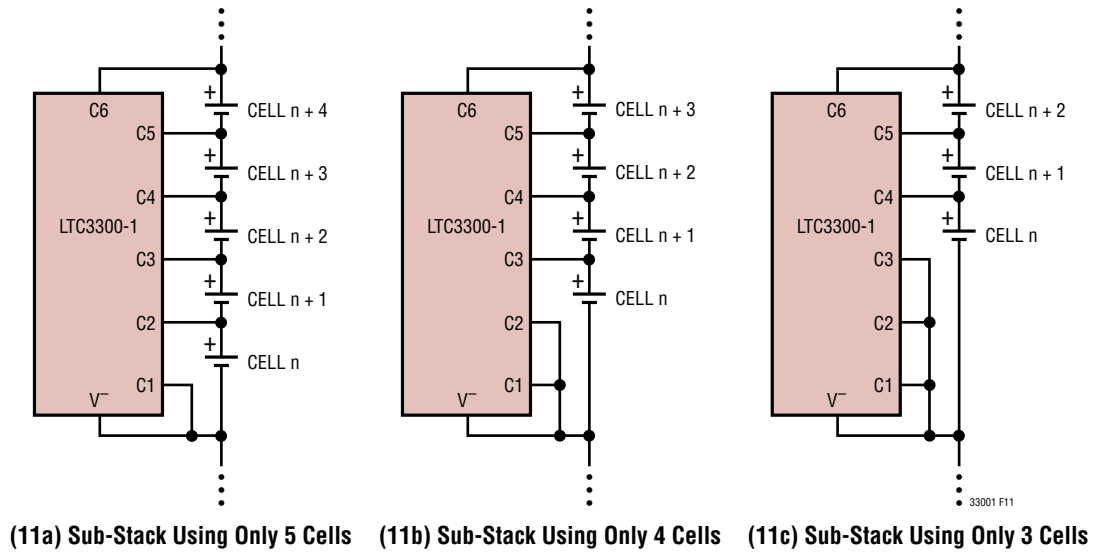 C6
+
CELL n + 4
C5
+
CELL n + 3
C4
+
LTC3300-1
CELL n + 2
C3
+
CELL n + 1
C2
+
CELL n
C1
V–
C6
+
CELL n + 3
C5
+
CELL n + 2
C4
+
LTC3300-1
CELL n + 1
C3
+
CELL n
C2
C1
V–
C6
+
CELL n + 2
C5
+
CELL n + 1
C4
+
LTC3300-1
CELL n
C3
C2
C1
V–
33001 F11
(11a) Sub-Stack Using Only 5 Cells
(11b) Sub-Stack Using Only 4 Cells
(11c) Sub-Stack Using Only 3 Cells